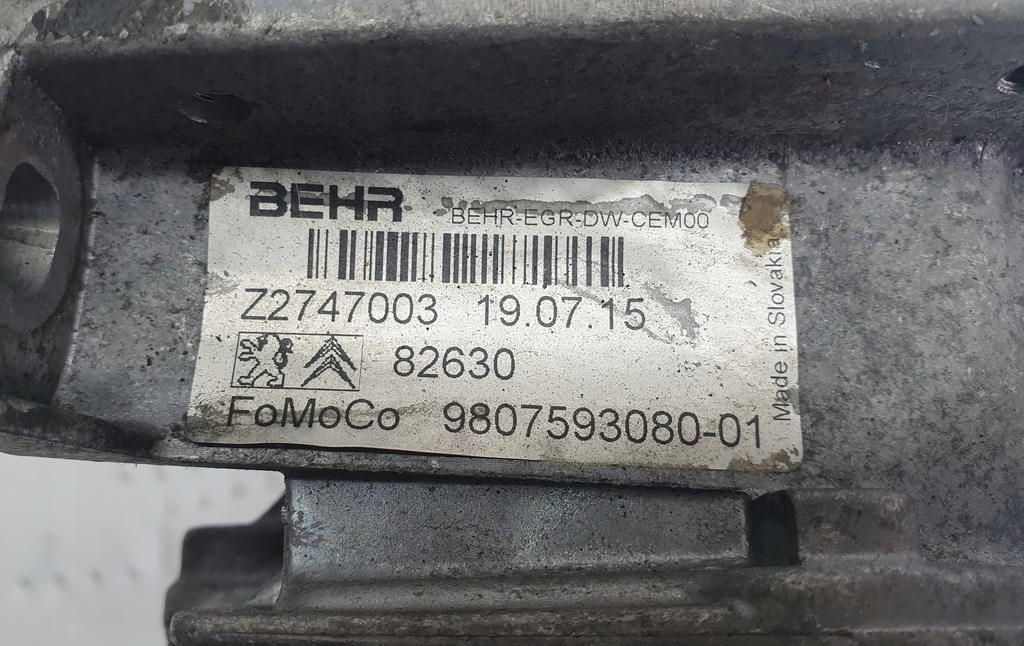 BEHR BEHR-EGR-DW-CEM00
Z2747003 19.07.15
82630
FoMoCo 9807593080-01
Made in Slovakia